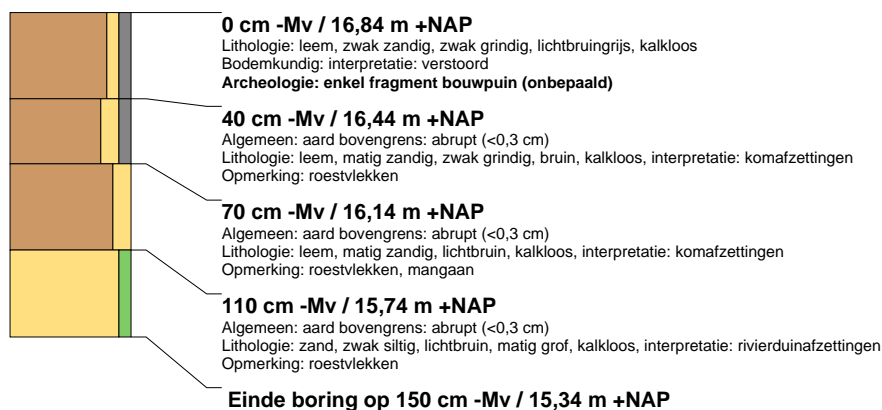 0 cm -Mv / 16,84 m +NAP
Lithologie: leem, zwak zandig, zwak grindig, lichtbruingrijs, kalkloos
Bodemkundig: interpretatie: verstoord
Archeologie: enkel fragment bouwpuin (onbepaald)
40 cm -Mv / 16,44 m +NAP
Algemeen: aard bovengrens: abrupt (<0,3 cm)
Lithologie: leem, matig zandig, zwak grindig, bruin, kalkloos, interpretatie: komafzettingen
Opmerking: roestvlekken
70 cm -Mv / 16,14 m +NAP
Algemeen: aard bovengrens: abrupt (<0,3 cm)
Lithologie: leem, matig zandig, lichtbruin, kalkloos, interpretatie: komafzettingen
Opmerking: roestvlekken, mangaan
110 cm -Mv / 15,74 m +NAP
Algemeen: aard bovengrens: abrupt (<0,3 cm)
Lithologie: zand, zwak siltig, lichtbruin, matig grof, kalkloos, interpretatie: rivierduinafzettingen
Opmerking: roestvlekken
Einde boring op 150 cm -Mv / 15,34 m +NAP